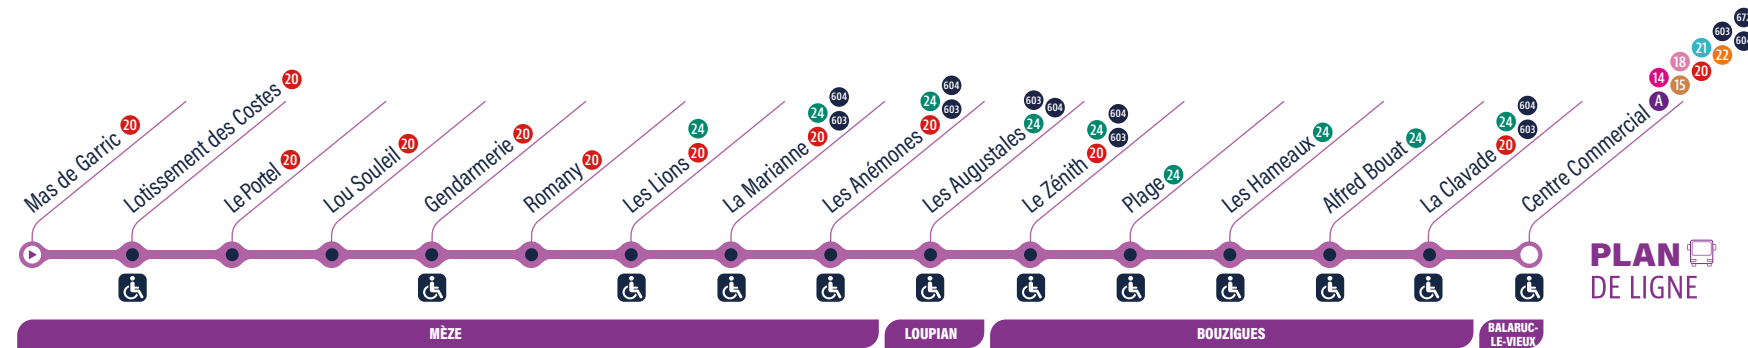 Mas de Garric 20
Lotissement des Costes 20
Le Portel 20
Lou Souleil 20
Gendarmerie 20
Romany 20
Les Lions 20 24
La Marianne 20 24 603 604
Les Anémones 20 24 603 604
Les Augustales 24 603 604
Le Zénith 20 24 603 604
Plage 24
Les Hameaux 24
Alfred Bouat 24
La Clavade 20 24 603 604
Centre Commercial A 14 15 18 20 21 22 603 604 672
PLAN
DE LIGNE
MÈZE
LOUPIAN
BOUZIGUES
BALARUC-
LE-VIEUX